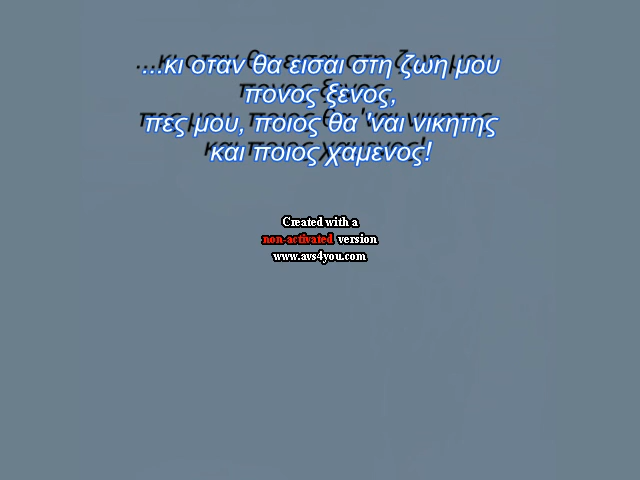 ...κι οταν θα εισαι στη ζωη μου
πονος ξενος,
πες μου, ποιος θα 'ναι νικητης
και ποιος χαμενος!
Created with a
non-activated version
www.avs4you.com